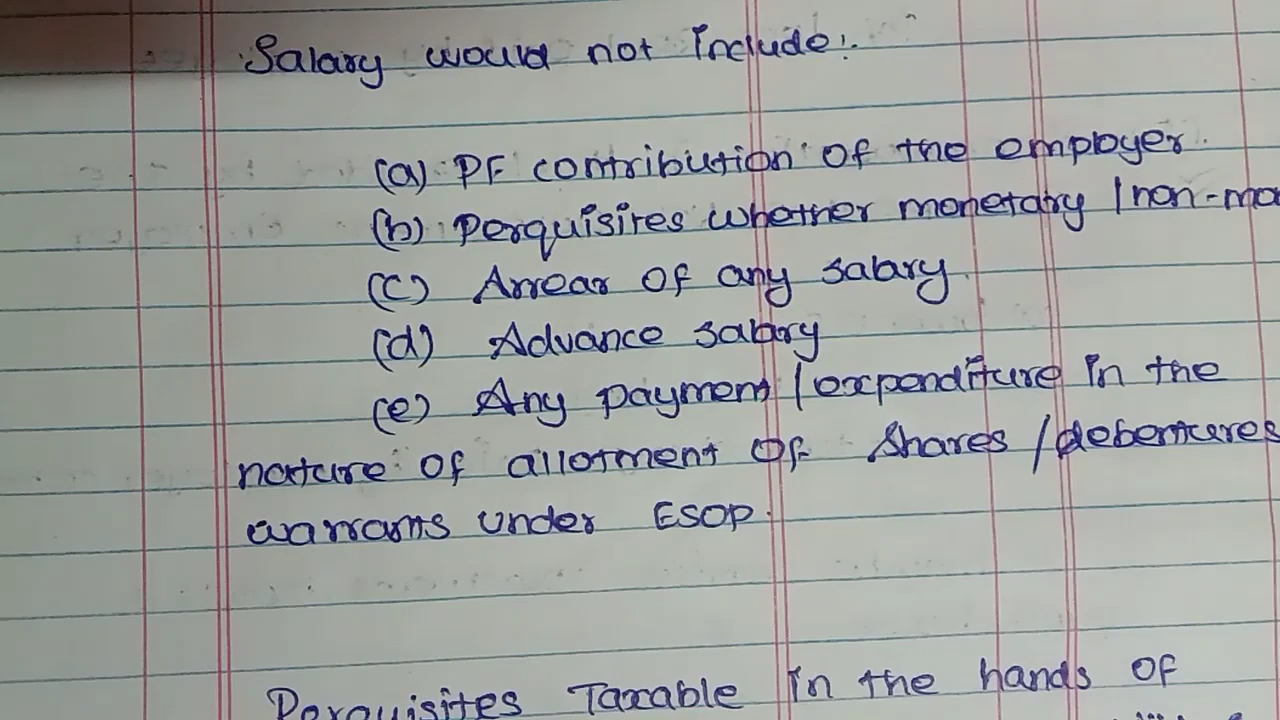 Salary would not include:
(a) PF contribution of the employer.
(b) Perquisires whether monetary / non-mo
(c) Arrear of any salary
(d) Advance salary
(e) Any payment / expenditure in the
nature of allotment of shares / debentures
warrants under ESOP.
Perquisites Taxable in the hands of